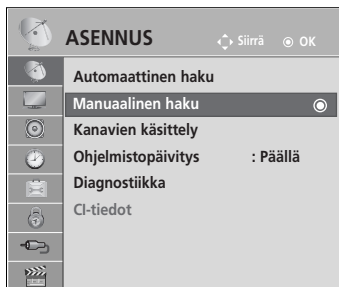 ASENNUS Siirrä OK
Automaattinen haku
Manuaalinen haku
Kanavien käsittely
Ohjelmistopäivitys : Päällä
Diagnostiikka
CI-tiedot